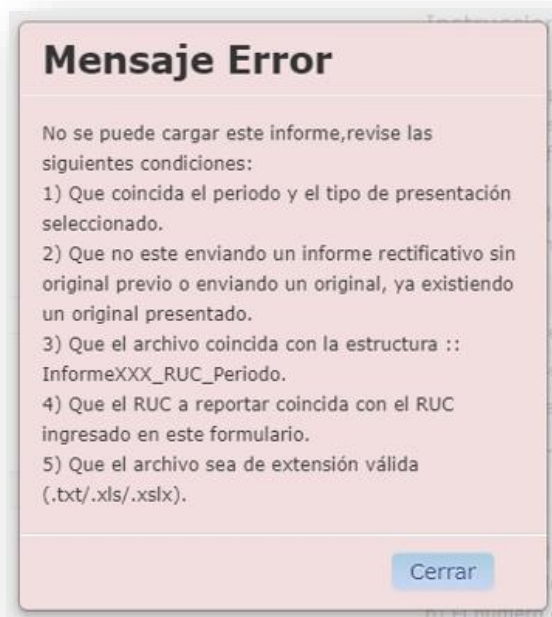 Mensaje Error
No se puede cargar este informe,revise las
siguientes condiciones:
1) Que coincida el periodo y el tipo de presentación
seleccionado.
2) Que no este enviando un informe rectificativo sin
original previo o enviando un original, ya existiendo
un original presentado.
3) Que el archivo coincida con la estructura ::
InformeXXX_RUC_Periodo.
4) Que el RUC a reportar coincida con el RUC
ingresado en este formulario.
5) Que el archivo sea de extensión válida
(.txt/.xls/.xslx).
Cerrar